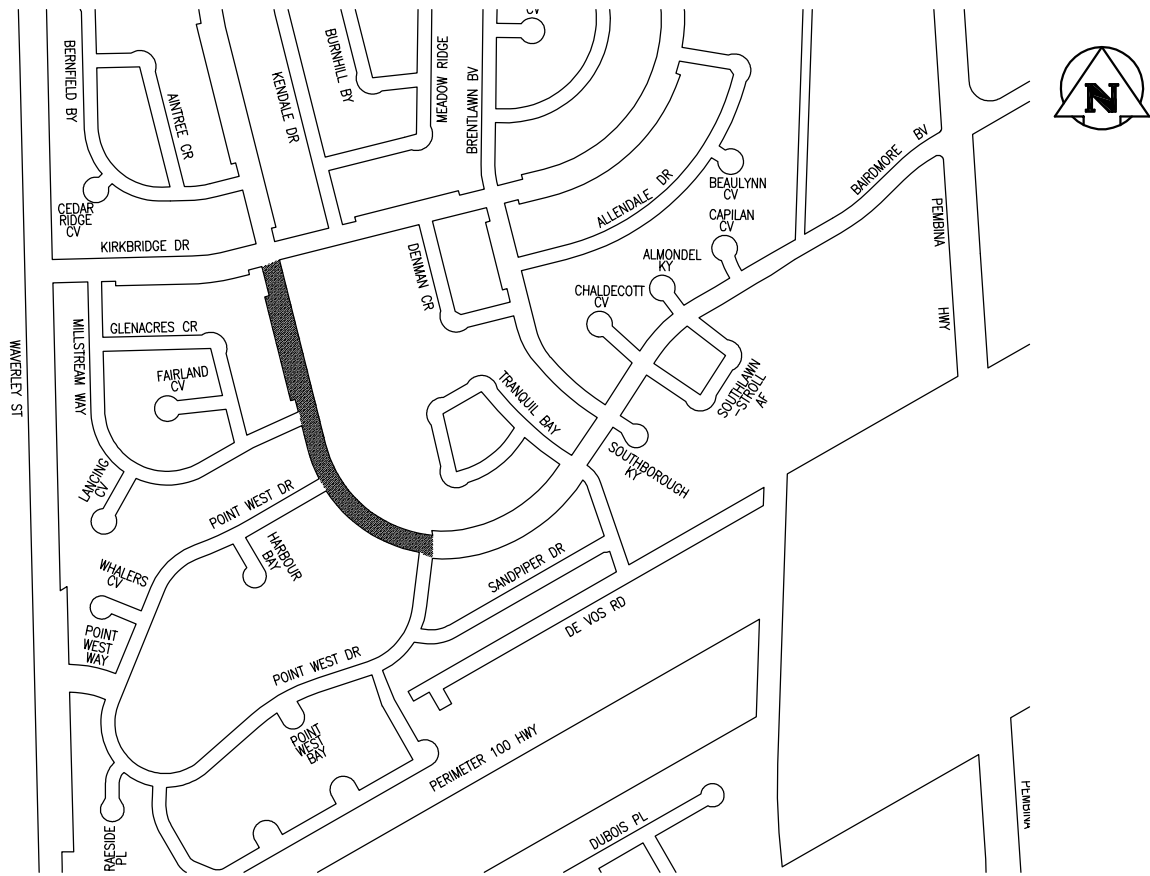 CV
BERNFIELD BY
AINTREE CR
KENDALE DR
BURNHILL BY
MEADOW RIDGE
BRENTLAWN BV
N
BAIRDMORE BV
CEDAR
RIDGE
CV
KIRKBRIDGE DR
DENMAN CR
ALLENDALE DR
BEAULYNN
CV
CAPILAN
CV
ALMONDEL
KY
CHALDECOTT
CV
PEMBINA
HWY
WAVERLEY ST
MILLSTREAM WAY
GLENACRES CR
FAIRLAND
CV
TRANQUIL BAY
SOUTHLAWN
-STROLL
AF
SOUTHBOROUGH
KY
LANCING
CV
POINT WEST DR
HARBOUR
BAY
WHALERS
CV
SANDPIPER DR
DE VOS RD
POINT
WEST
WAY
POINT WEST DR
POINT
WEST
BAY
PERIMETER 100 HWY
DUBOIS PL
RAESIDE
PL
PEMBINA